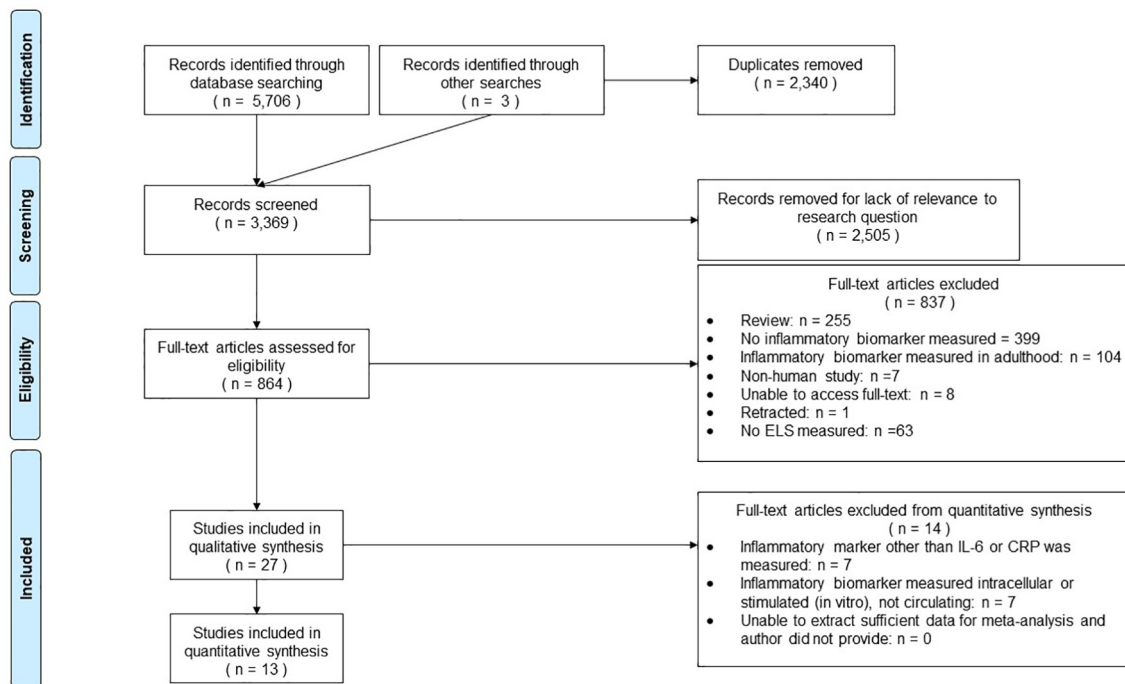 Identification
Records identified through
database searching
( n = 5,706 )
Records identified through
other searches
( n = 3 )
Duplicates removed
( n = 2,340 )
Screening
Records screened
( n = 3,369 )
Records removed for lack of relevance to
research question
( n = 2,505 )
Eligibility
Full-text articles assessed for
eligibility
( n = 864 )
Full-text articles excluded
( n = 837 )
• Review: n = 255
• No inflammatory biomarker measured = 399
• Inflammatory biomarker measured in adulthood: n = 104
• Non-human study: n =7
• Unable to access full-text: n = 8
• Retracted: n = 1
• No ELS measured: n =63
Included
Studies included in
qualitative synthesis
( n = 27 )
Full-text articles excluded from quantitative synthesis
( n = 14 )
• Inflammatory marker other than IL-6 or CRP was
measured: n = 7
• Inflammatory biomarker measured intracellular or
stimulated (in vitro), not circulating: n = 7
• Unable to extract sufficient data for meta-analysis and
author did not provide: n = 0
Studies included in
quantitative synthesis
( n = 13 )